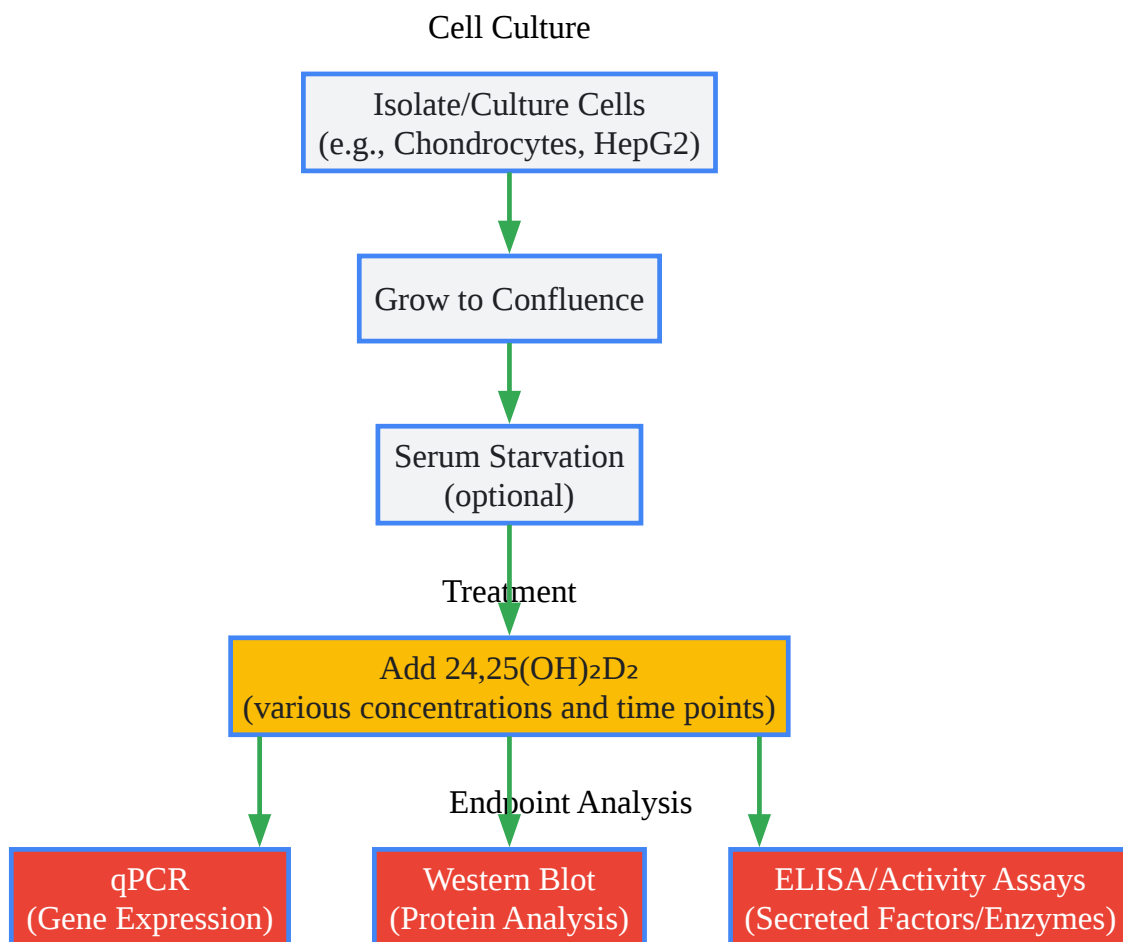 Cell Culture
Isolate/Culture Cells
(e.g., Chondrocytes, HepG2)
Grow to Confluence
Serum Starvation
(optional)
Treatment
Add 24,25(OH)₂D₂
(various concentrations and time points)
Endpoint Analysis
qPCR
(Gene Expression)
Western Blot
(Protein Analysis)
ELISA/Activity Assays
(Secreted Factors/Enzymes)